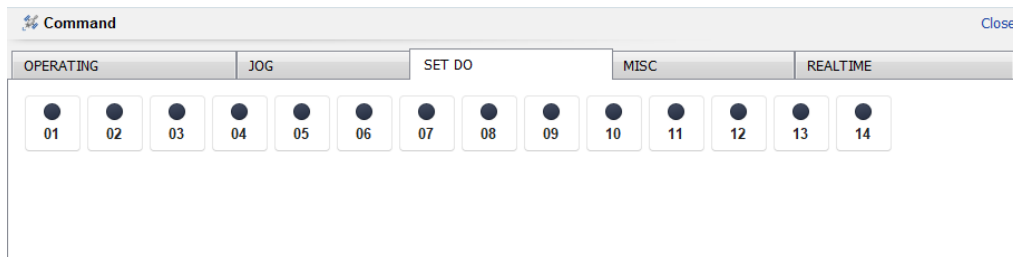 Command Close
OPERATING JOG SET DO MISC REALTIME
01 02 03 04 05 06 07 08 09 10 11 12 13 14